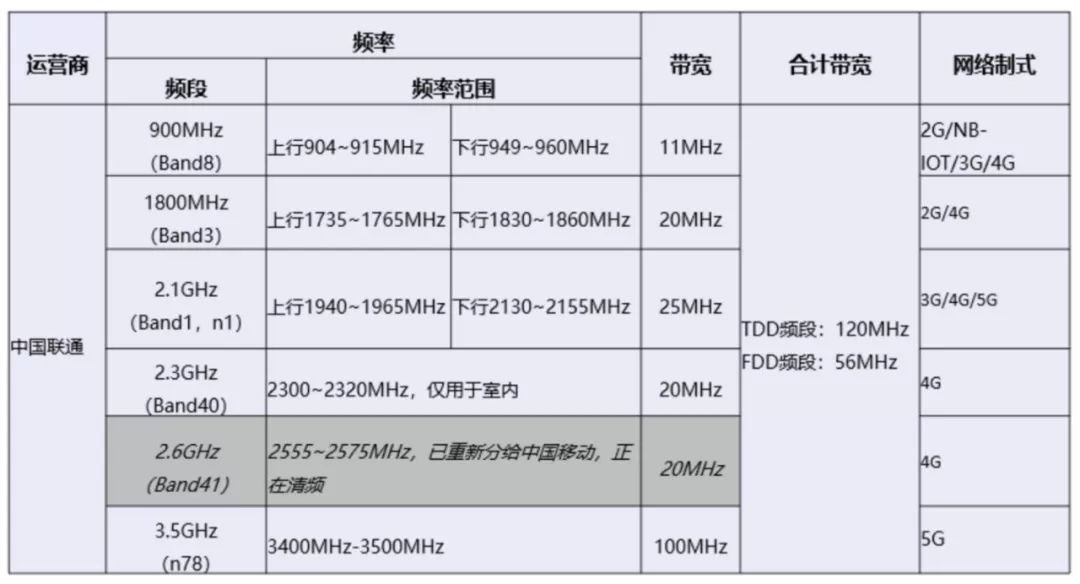 运营商
频率
带宽
合计带宽
网络制式
频段
频率范围
中国联通
900MHz
（Band8）
上行904~915MHz
下行949~960MHz
11MHz
2G/NB-
IOT/3G/4G
1800MHz
（Band3）
上行1735~1765MHz
下行1830~1860MHz
20MHz
2G/4G
2.1GHz
（Band1，n1）
上行1940~1965MHz
下行2130~2155MHz
25MHz
3G/4G/5G
TDD频段：120MHz
FDD频段：56MHz
2.3GHz
（Band40）
2300~2320MHz，仅用于室内
20MHz
4G
2.6GHz
（Band41）
2555~2575MHz，已重新分给中国移动，正
在清频
20MHz
4G
3.5GHz
（n78）
3400MHz-3500MHz
100MHz
5G